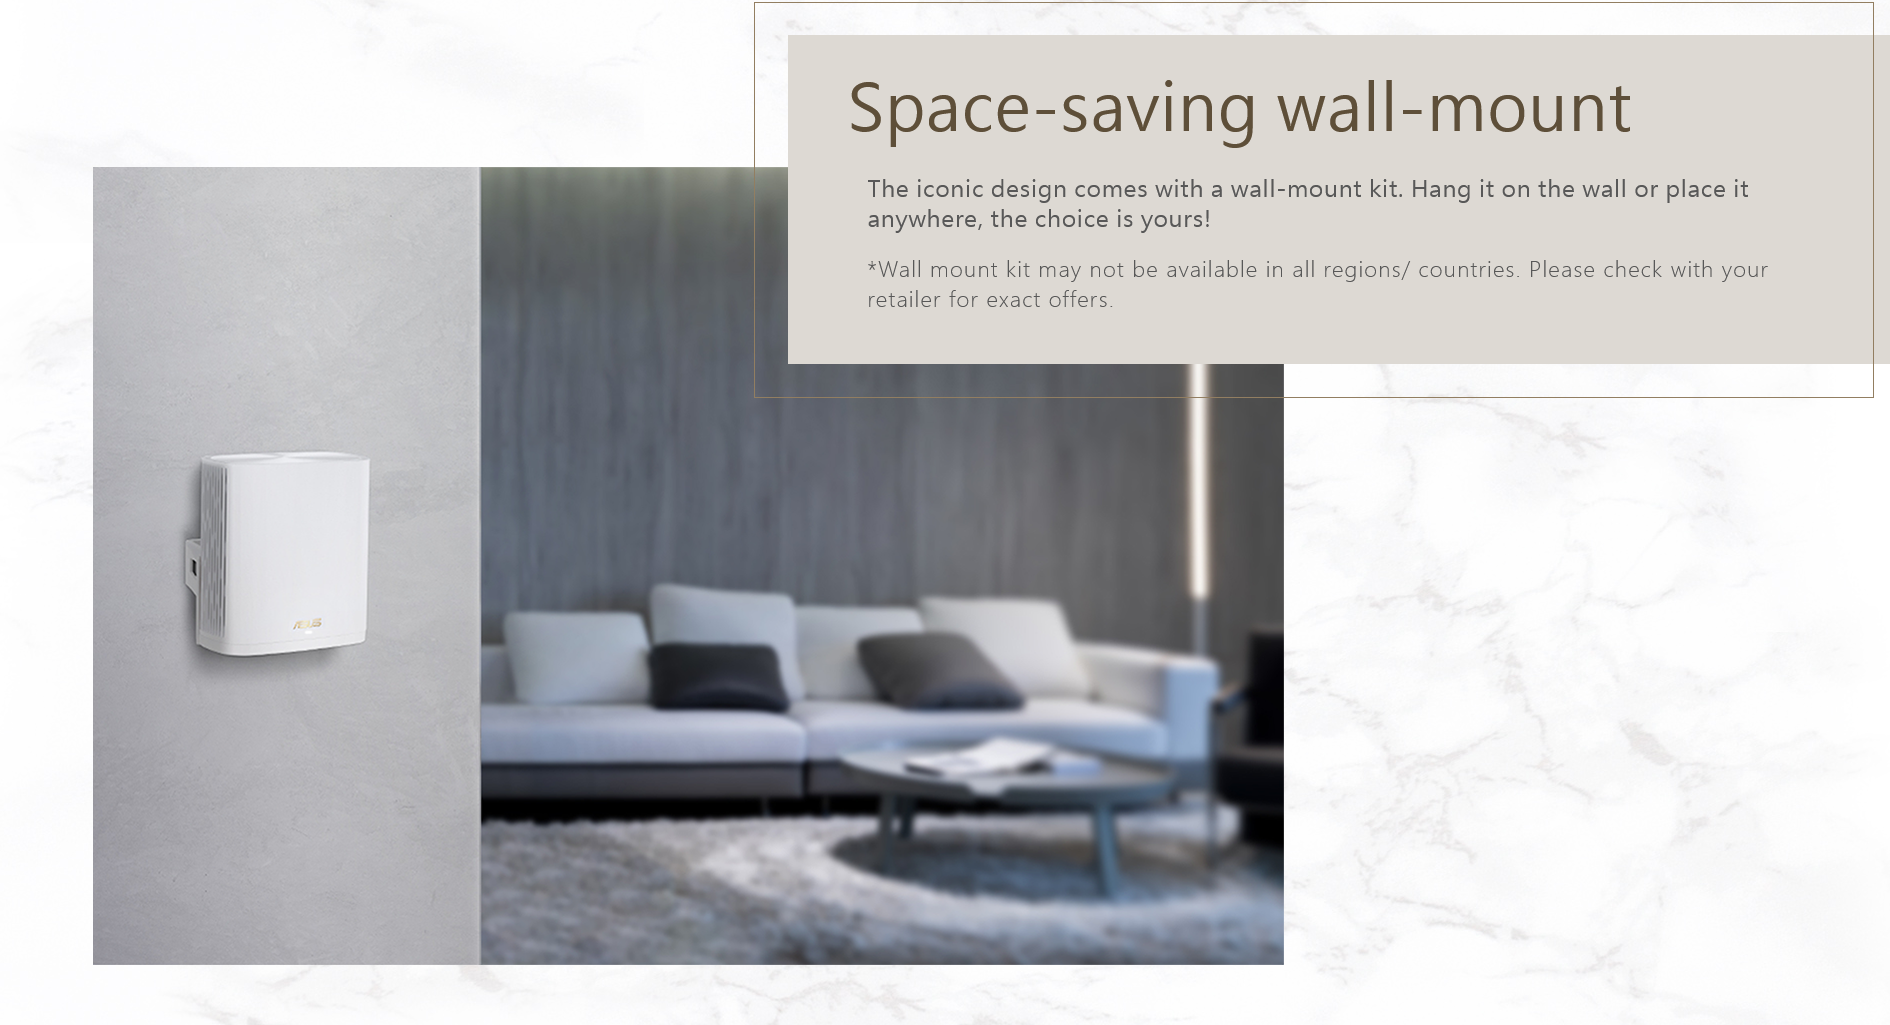 Space-saving wall-mount
The iconic design comes with a wall-mount kit. Hang it on the wall or place it
anywhere, the choice is yours!
*Wall mount kit may not be available in all regions/ countries. Please check with your
retailer for exact offers.
ASUS